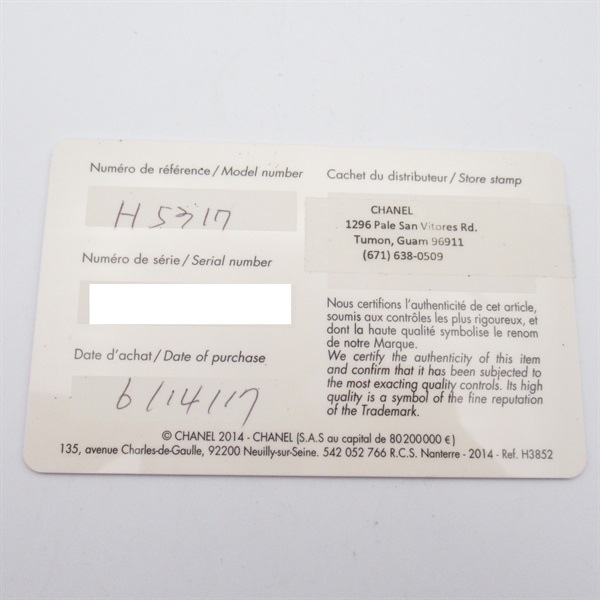 Numéro de référence / Model number
H 5317
Numéro de série / Serial number
Date d'achat / Date of purchase
6/14/17
Cachet du distributeur / Store stamp
CHANEL
1296 Pale San Vitores Rd.
Tumon, Guam 96911
(671) 638-0509
Nous certifions l'authenticité de cet article,
soumis aux contrôles les plus rigoureux, et
dont la haute qualité symbolise le renom
de notre Marque.
We certify the authenticity of this item
and confirm that it has been subjected to
the most exacting quality controls. Its high
quality is a symbol of the fine reputation
of the Trademark.
© CHANEL 2014 - CHANEL (S.A.S au capital de 80 200 000 €)
135, avenue Charles-de-Gaulle, 92200 Neuilly-sur-Seine. 542 052 766 R.C.S. Nanterre - 2014 - Ref. H3852